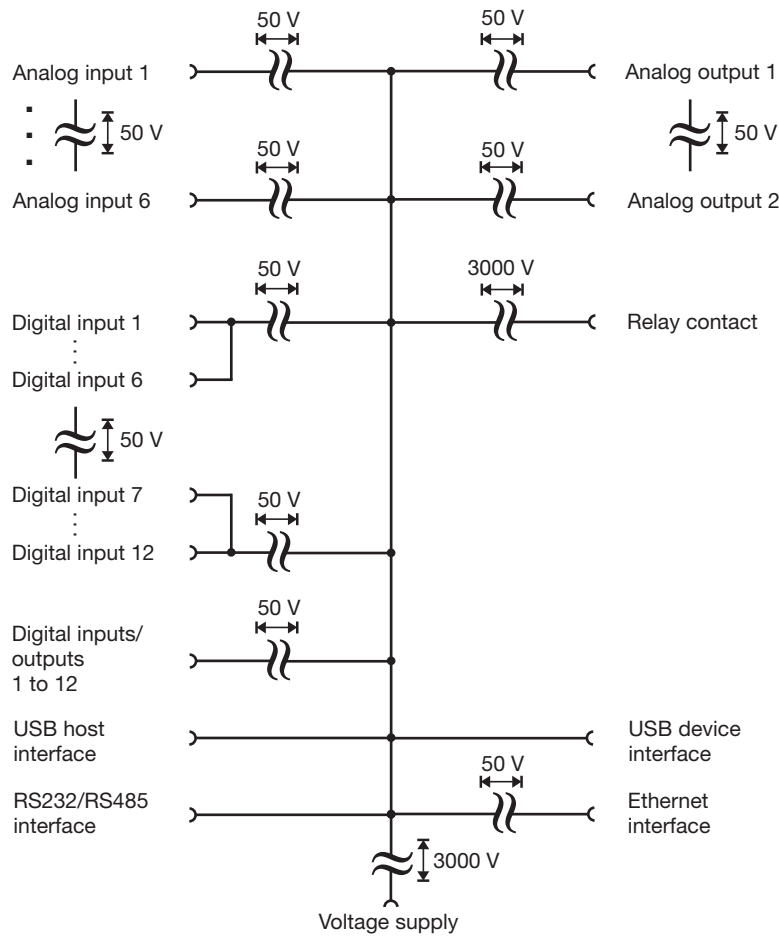 50 V
50 V
Analog input 1
Analog output 1
50 V
50 V
50 V
50 V
Analog input 6
Analog output 2
50 V
3000 V
Digital input 1
Relay contact
Digital input 6
50 V
Digital input 7
50 V
Digital input 12
50 V
Digital inputs/
outputs
1 to 12
USB host
interface
USB device
interface
50 V
RS232/RS485
interface
Ethernet
interface
3000 V
Voltage supply